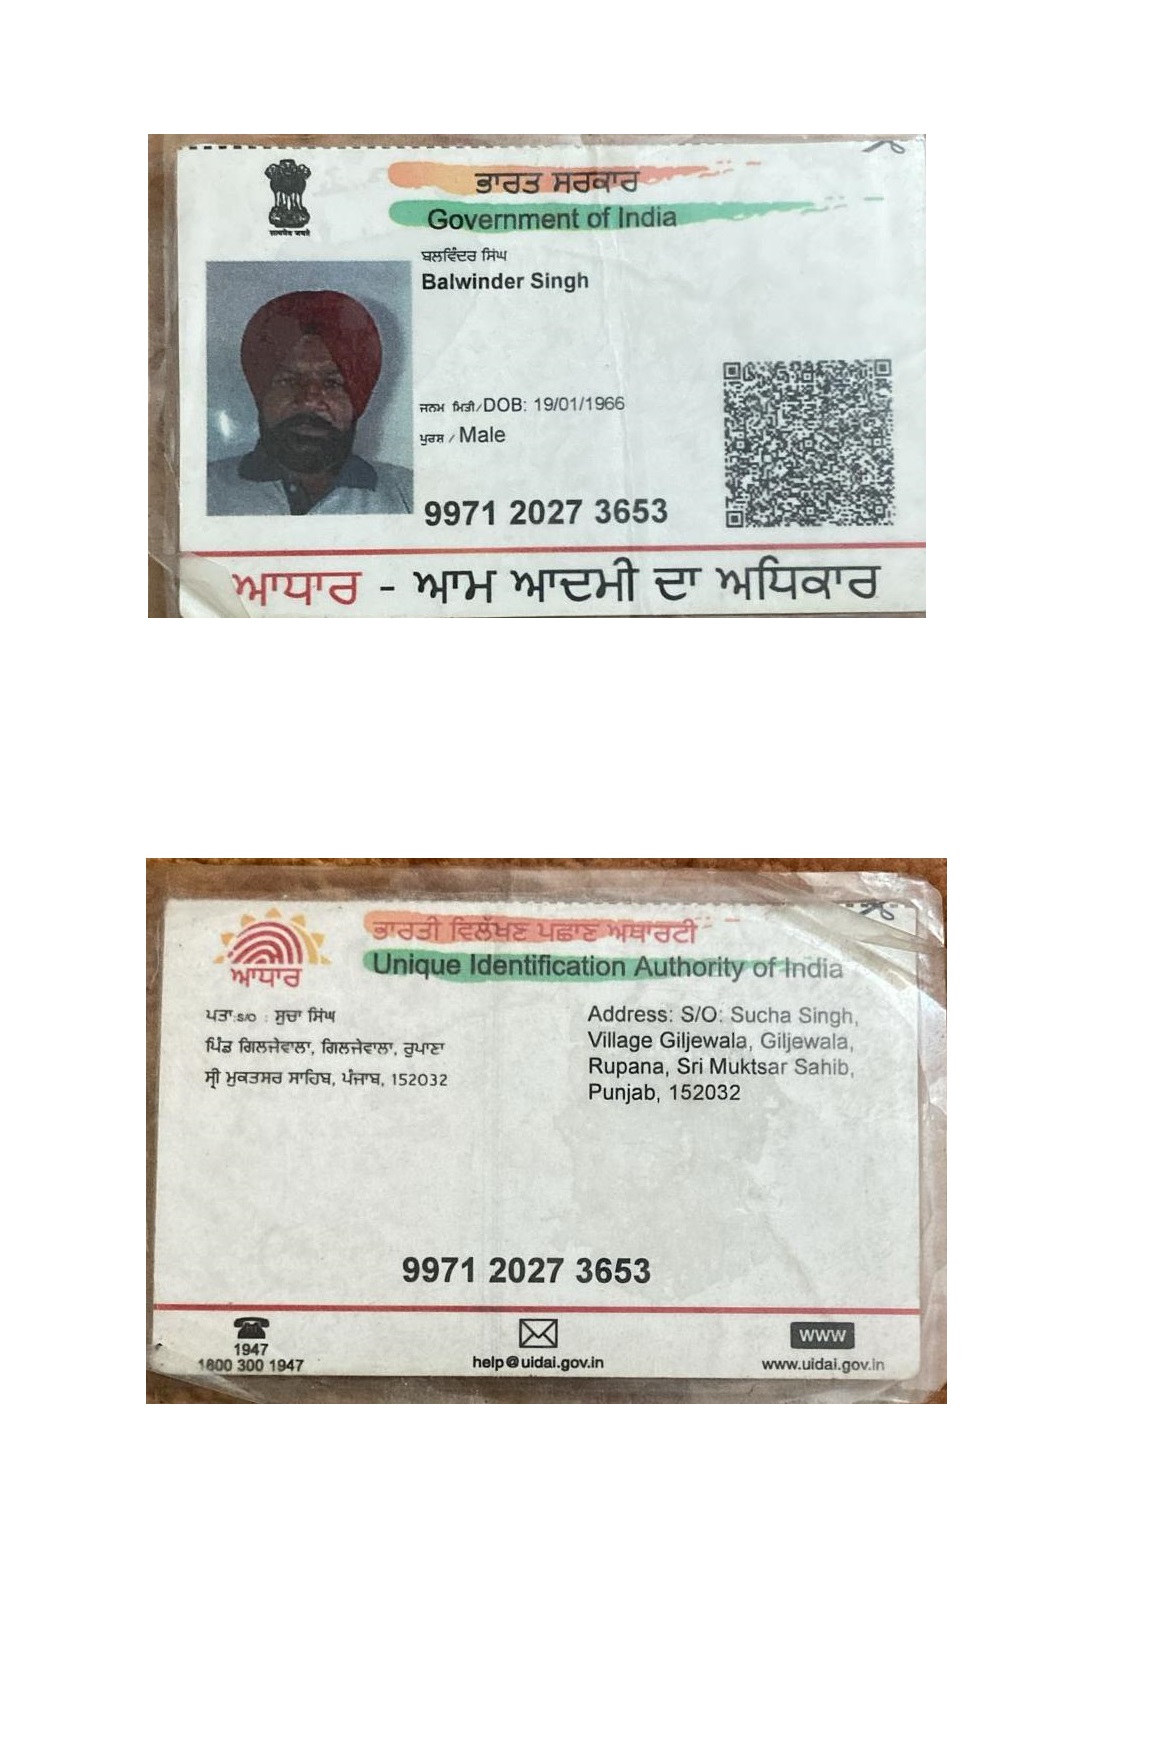 सत्यमेव जयते
ਭਾਰਤ ਸਰਕਾਰ
Government of India
ਬਲਵਿੰਦਰ ਸਿੰਘ
Balwinder Singh
ਜਨਮ ਮਿਤੀ/DOB: 19/01/1966
ਪੁਰਸ਼ / Male
9971 2027 3653
ਆਧਾਰ - ਆਮ ਆਦਮੀ ਦਾ ਅਧਿਕਾਰ
ਭਾਰਤੀ ਵਿਲੱਖਣ ਪਛਾਣ ਅਥਾਰਟੀ
Unique Identification Authority of India
ਆਧਾਰ
ਪਤਾ:S/O : ਸੁਚਾ ਸਿੰਘ
ਪਿੰਡ ਗਿਲਜੇਵਾਲਾ, ਗਿਲਜੇਵਾਲਾ, ਰੁਪਾਣਾ
ਸ੍ਰੀ ਮੁਕਤਸਰ ਸਾਹਿਬ, ਪੰਜਾਬ, 152032
Address: S/O: Sucha Singh,
Village Giljewala, Giljewala,
Rupana, Sri Muktsar Sahib,
Punjab, 152032
9971 2027 3653
1947
1800 300 1947
help@uidai.gov.in
WWW
www.uidai.gov.in